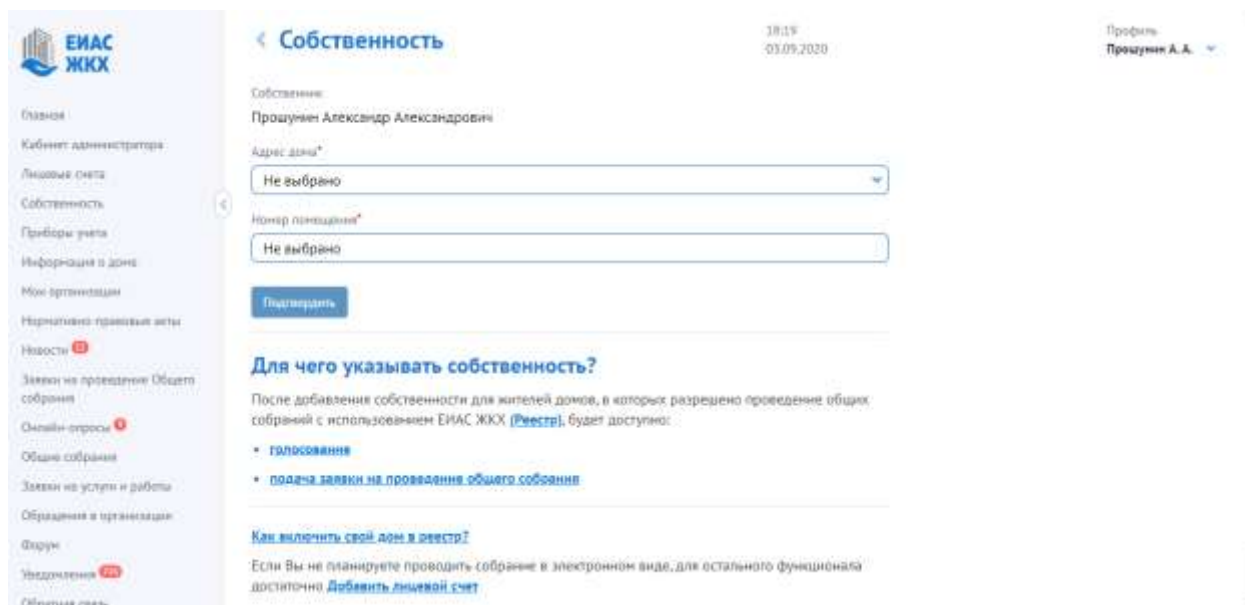 ЕИАС
ЖКХ
Собственность
18:19
03.09.2020
Профиль
Прошунин А. А.
Главная
Кабинет администратора
Лицевые счета
Собственность
Приборы учета
Информация о доме
Мои организации
Нормативно-правовые акты
Новости
Заявки на проведение Общего
собрания
Онлайн-опросы
Общие собрания
Заявки на услуги и работы
Обращения в организации
Форум
Уведомления
Обратная связь
Собственник
Прошунин Александр Александрович
Адрес дома*
Не выбрано
Номер помещения*
Не выбрано
Подтвердить
Для чего указывать собственность?
После добавления собственности для жителей домов, в которых разрешено проведение общих
собраний с использованием ЕИАС ЖКХ (Реестр), будет доступно:
• голосование
• подача заявки на проведение общего собрания
Как включить свой дом в реестр?
Если Вы не планируете проводить собрание в электронном виде, для остального функционала
достаточно Добавить лицевой счет